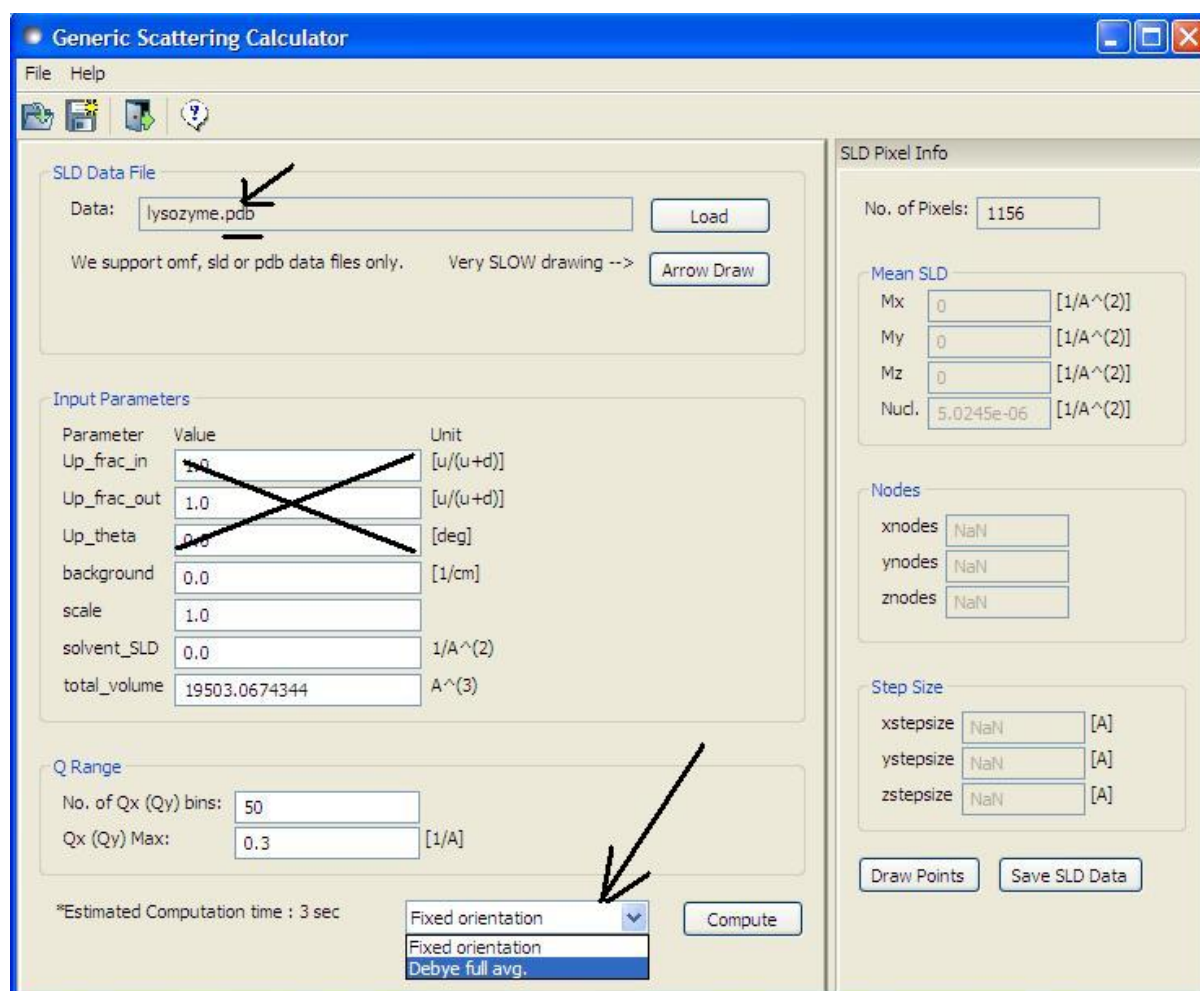 Generic Scattering Calculator
File Help
SLD Data File
Data: lysozyme.pdb Load
We support omf, sld or pdb data files only. Very SLOW drawing --> Arrow Draw
Input Parameters
Parameter Value Unit
Up_frac_in 1.0 [u/(u+d)]
Up_frac_out 1.0 [u/(u+d)]
Up_theta 0.0 [deg]
background 0.0 [1/cm]
scale 1.0
solvent_SLD 0.0 1/A^(2)
total_volume 19503.0674344 A^(3)
Q Range
No. of Qx (Qy) bins: 50
Qx (Qy) Max: 0.3 [1/A]
*Estimated Computation time : 3 sec Fixed orientation Compute
Fixed orientation
Debye full avg.
SLD Pixel Info
No. of Pixels: 1156
Mean SLD
Mx 0 [1/A^(2)]
My 0 [1/A^(2)]
Mz 0 [1/A^(2)]
Nucl. 5.0245e-06 [1/A^(2)]
Nodes
xnodes NaN
ynodes NaN
znodes NaN
Step Size
xstepsize NaN [A]
ystepsize NaN [A]
zstepsize NaN [A]
Draw Points Save SLD Data